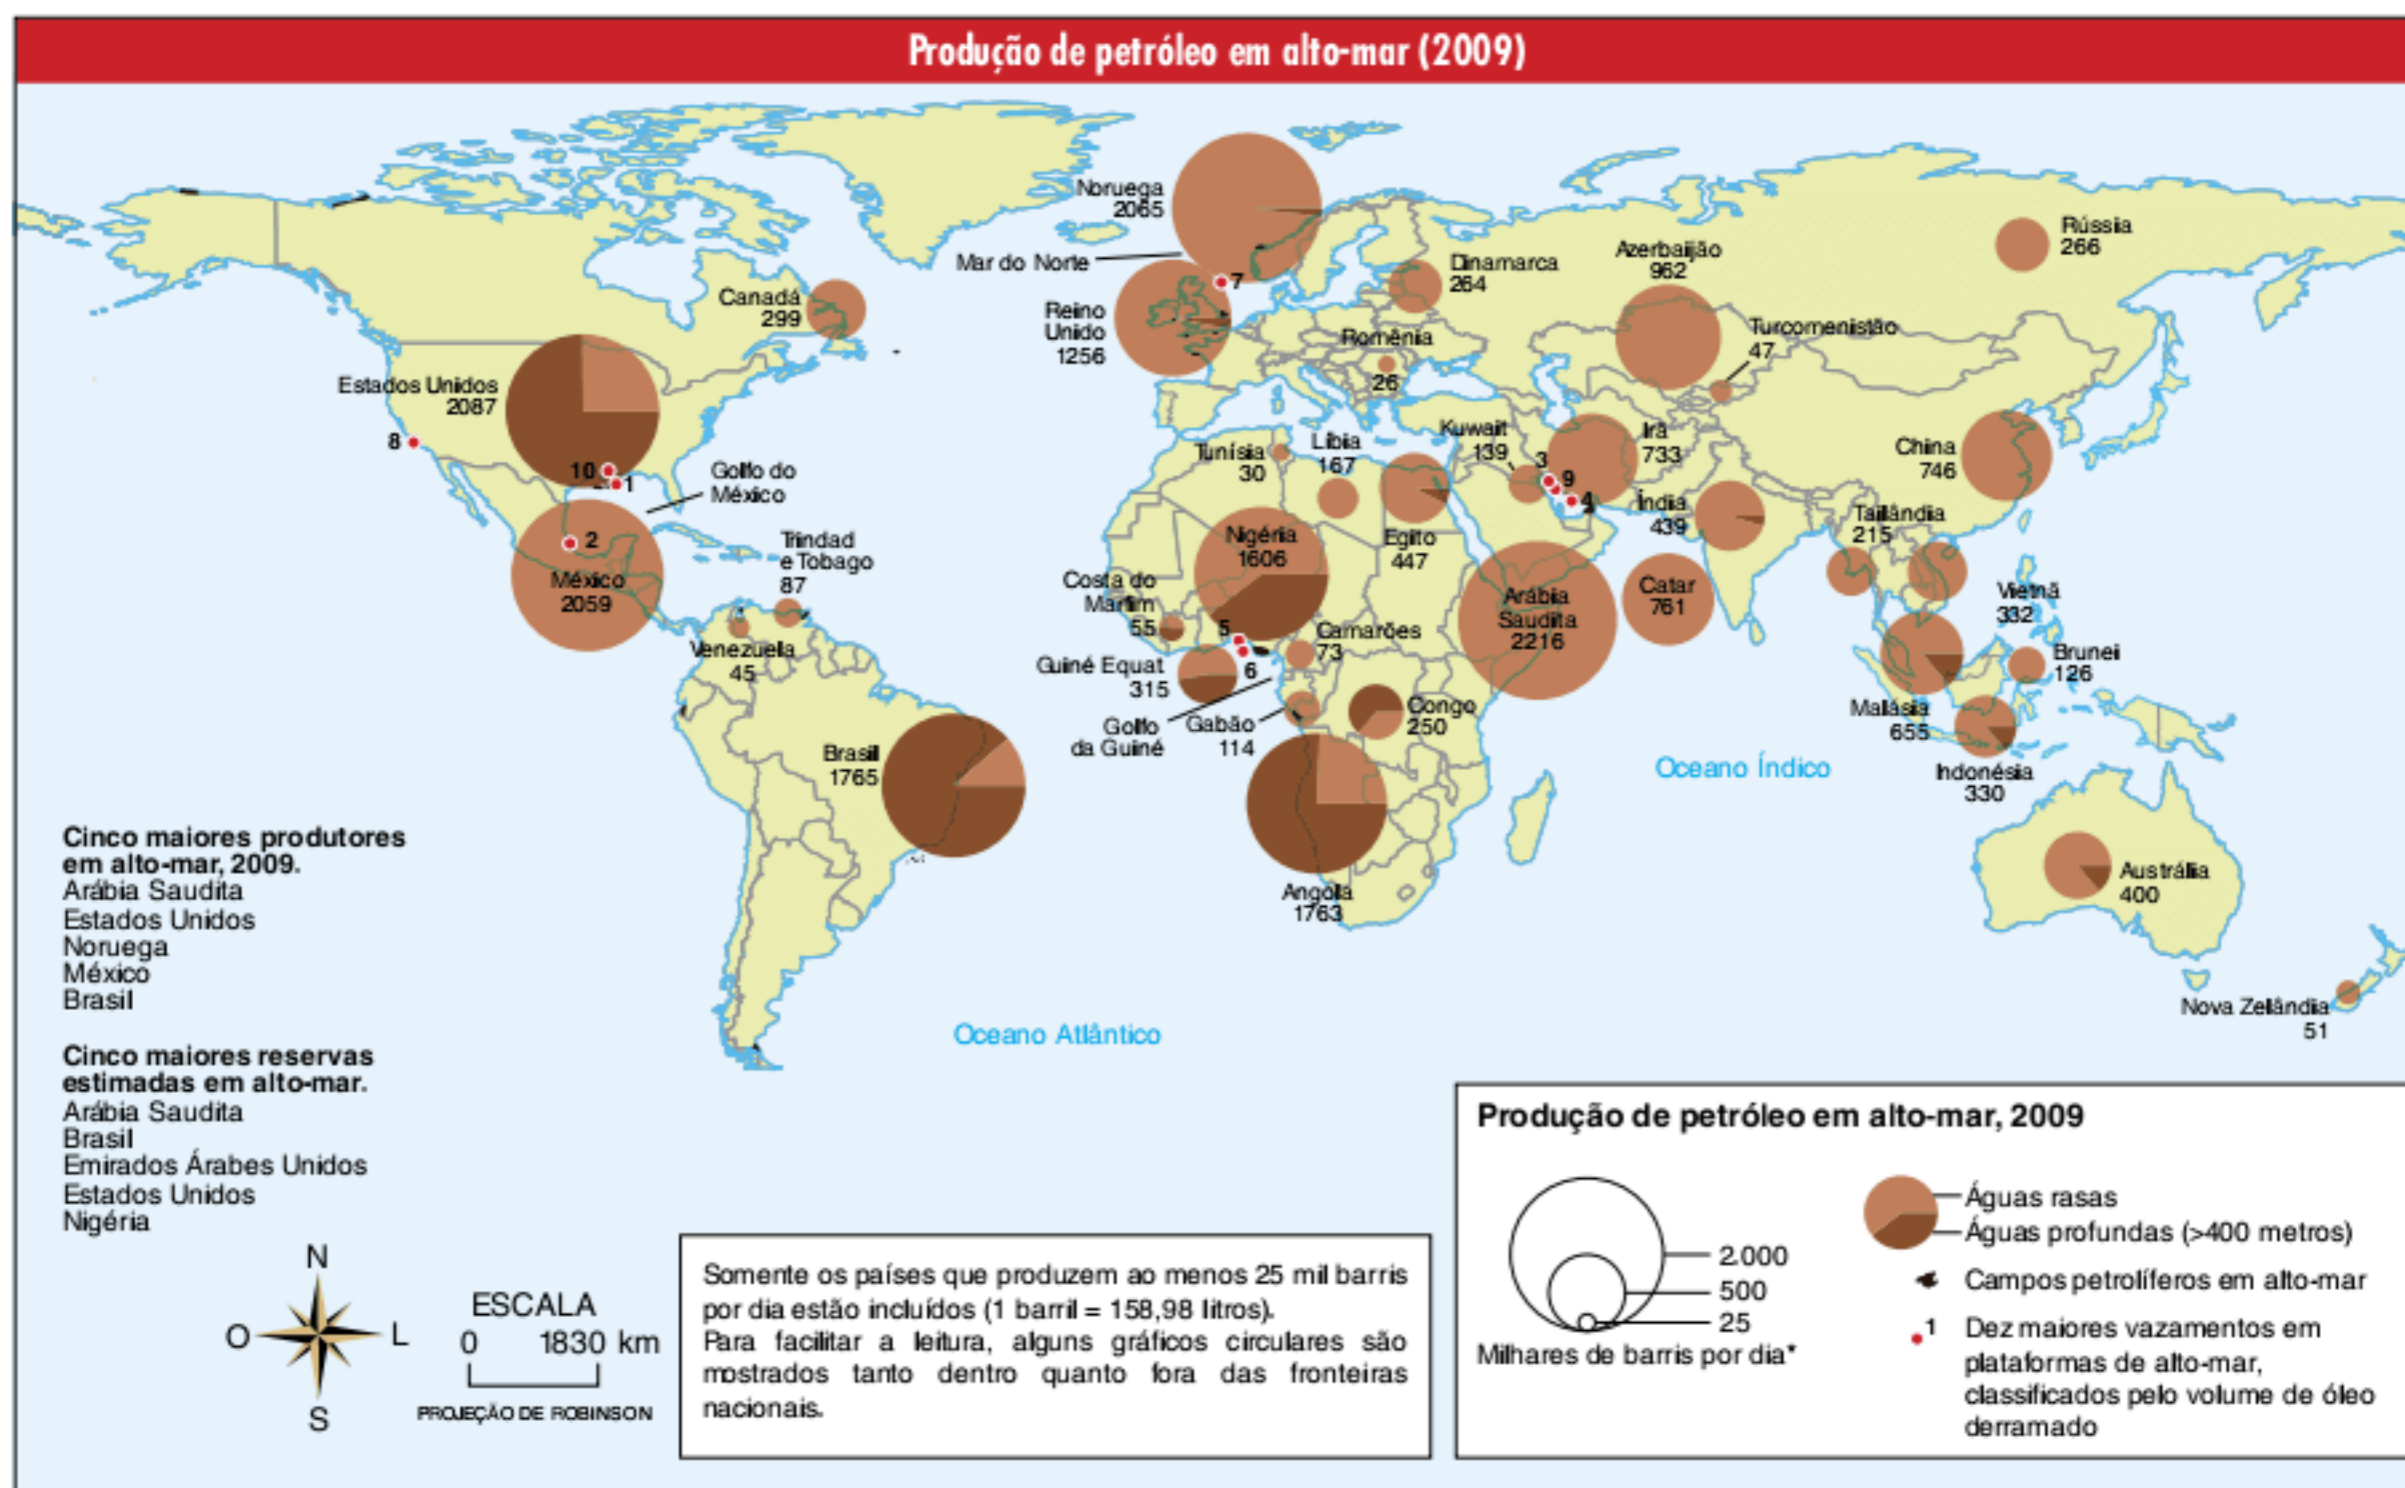 Produção de petróleo em alto-mar (2009)
Noruega
2065
Mar do Norte
7
Reino
Unido
1256
Dinamarca
264
Azerbaijão
962
Rússia
266
Canadá
299
Romênia
26
Turcomenistão
47
Estados Unidos
2087
8
10
1
Golfo do
México
2
México
2059
Trindad
e Tobago
87
Venezuela
45
Tunísia
30
Líbia
167
Kuwait
139
3
9
4
Irã
733
China
746
Índia
439
Tailândia
215
Nigéria
1606
Egito
447
Arábia
Saudita
2216
Catar
761
Vietnã
332
Costa do
Marfim
55
5
6
Camarões
73
Guiné Equat
315
Golfo
da Guiné
Gabão
114
Congo
250
Brunei
126
Malásia
655
Indonésia
330
Brasil
1765
Angola
1763
Oceano Índico
Austrália
400
Nova Zelândia
51
Oceano Atlântico
Cinco maiores produtores
em alto-mar, 2009.
Arábia Saudita
Estados Unidos
Noruega
México
Brasil
Cinco maiores reservas
estimadas em alto-mar.
Arábia Saudita
Brasil
Emirados Árabes Unidos
Estados Unidos
Nigéria
N
O
L
S
ESCALA
0 1830 km
PROJEÇÃO DE ROBINSON
Somente os países que produzem ao menos 25 mil barris
por dia estão incluídos (1 barril = 158,98 litros).
Para facilitar a leitura, alguns gráficos circulares são
mostrados tanto dentro quanto fora das fronteiras
nacionais.
Produção de petróleo em alto-mar, 2009
2.000
500
25
Milhares de barris por dia*
Águas rasas
Águas profundas (>400 metros)
Campos petrolíferos em alto-mar
1 Dez maiores vazamentos em
plataformas de alto-mar,
classificados pelo volume de óleo
derramado